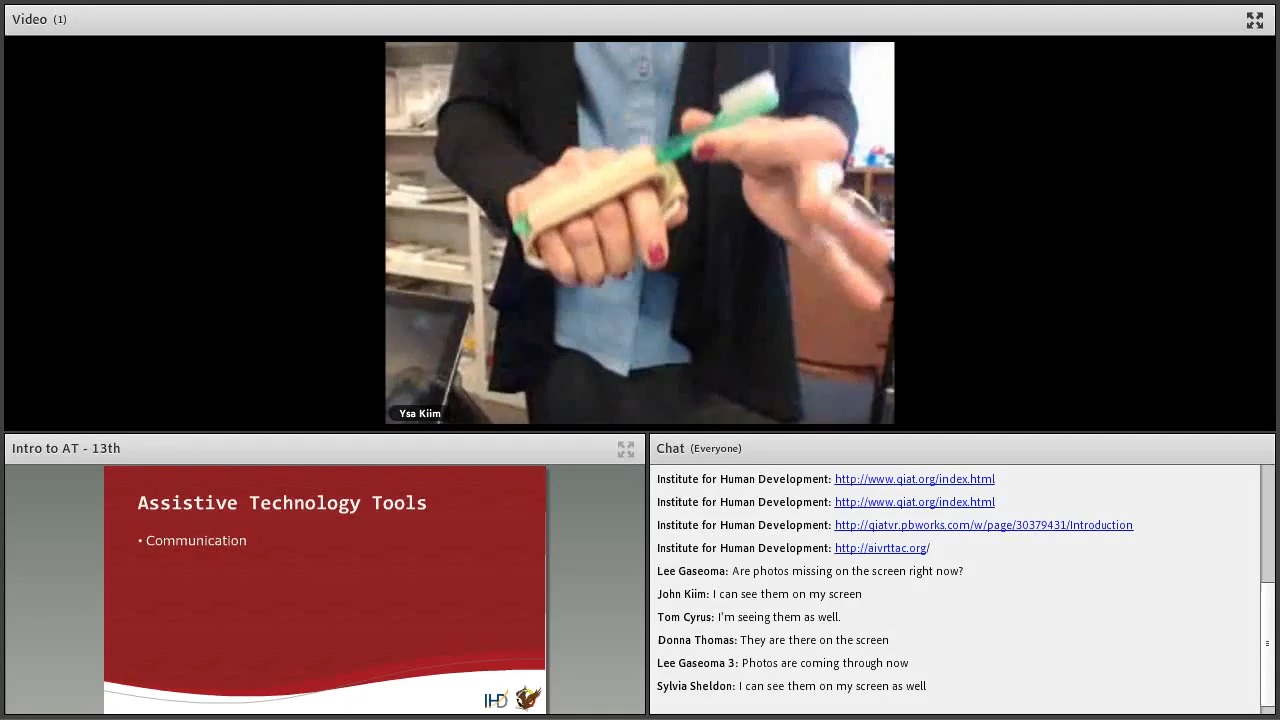 Video (1)
Ysa Kiim
Intro to AT - 13th
Assistive Technology Tools
• Communication
IHD
Chat (Everyone)
Institute for Human Development: http://www.qiat.org/index.html
Institute for Human Development: http://www.qiat.org/index.html
Institute for Human Development: http://qiatvr.pbworks.com/w/page/30379431/Introduction
Institute for Human Development: http://aivrttac.org/
Lee Gaseoma: Are photos missing on the screen right now?
John Kiim: I can see them on my screen
Tom Cyrus: I'm seeing them as well.
Donna Thomas: They are there on the screen
Lee Gaseoma 3: Photos are coming through now
Sylvia Sheldon: I can see them on my screen as well